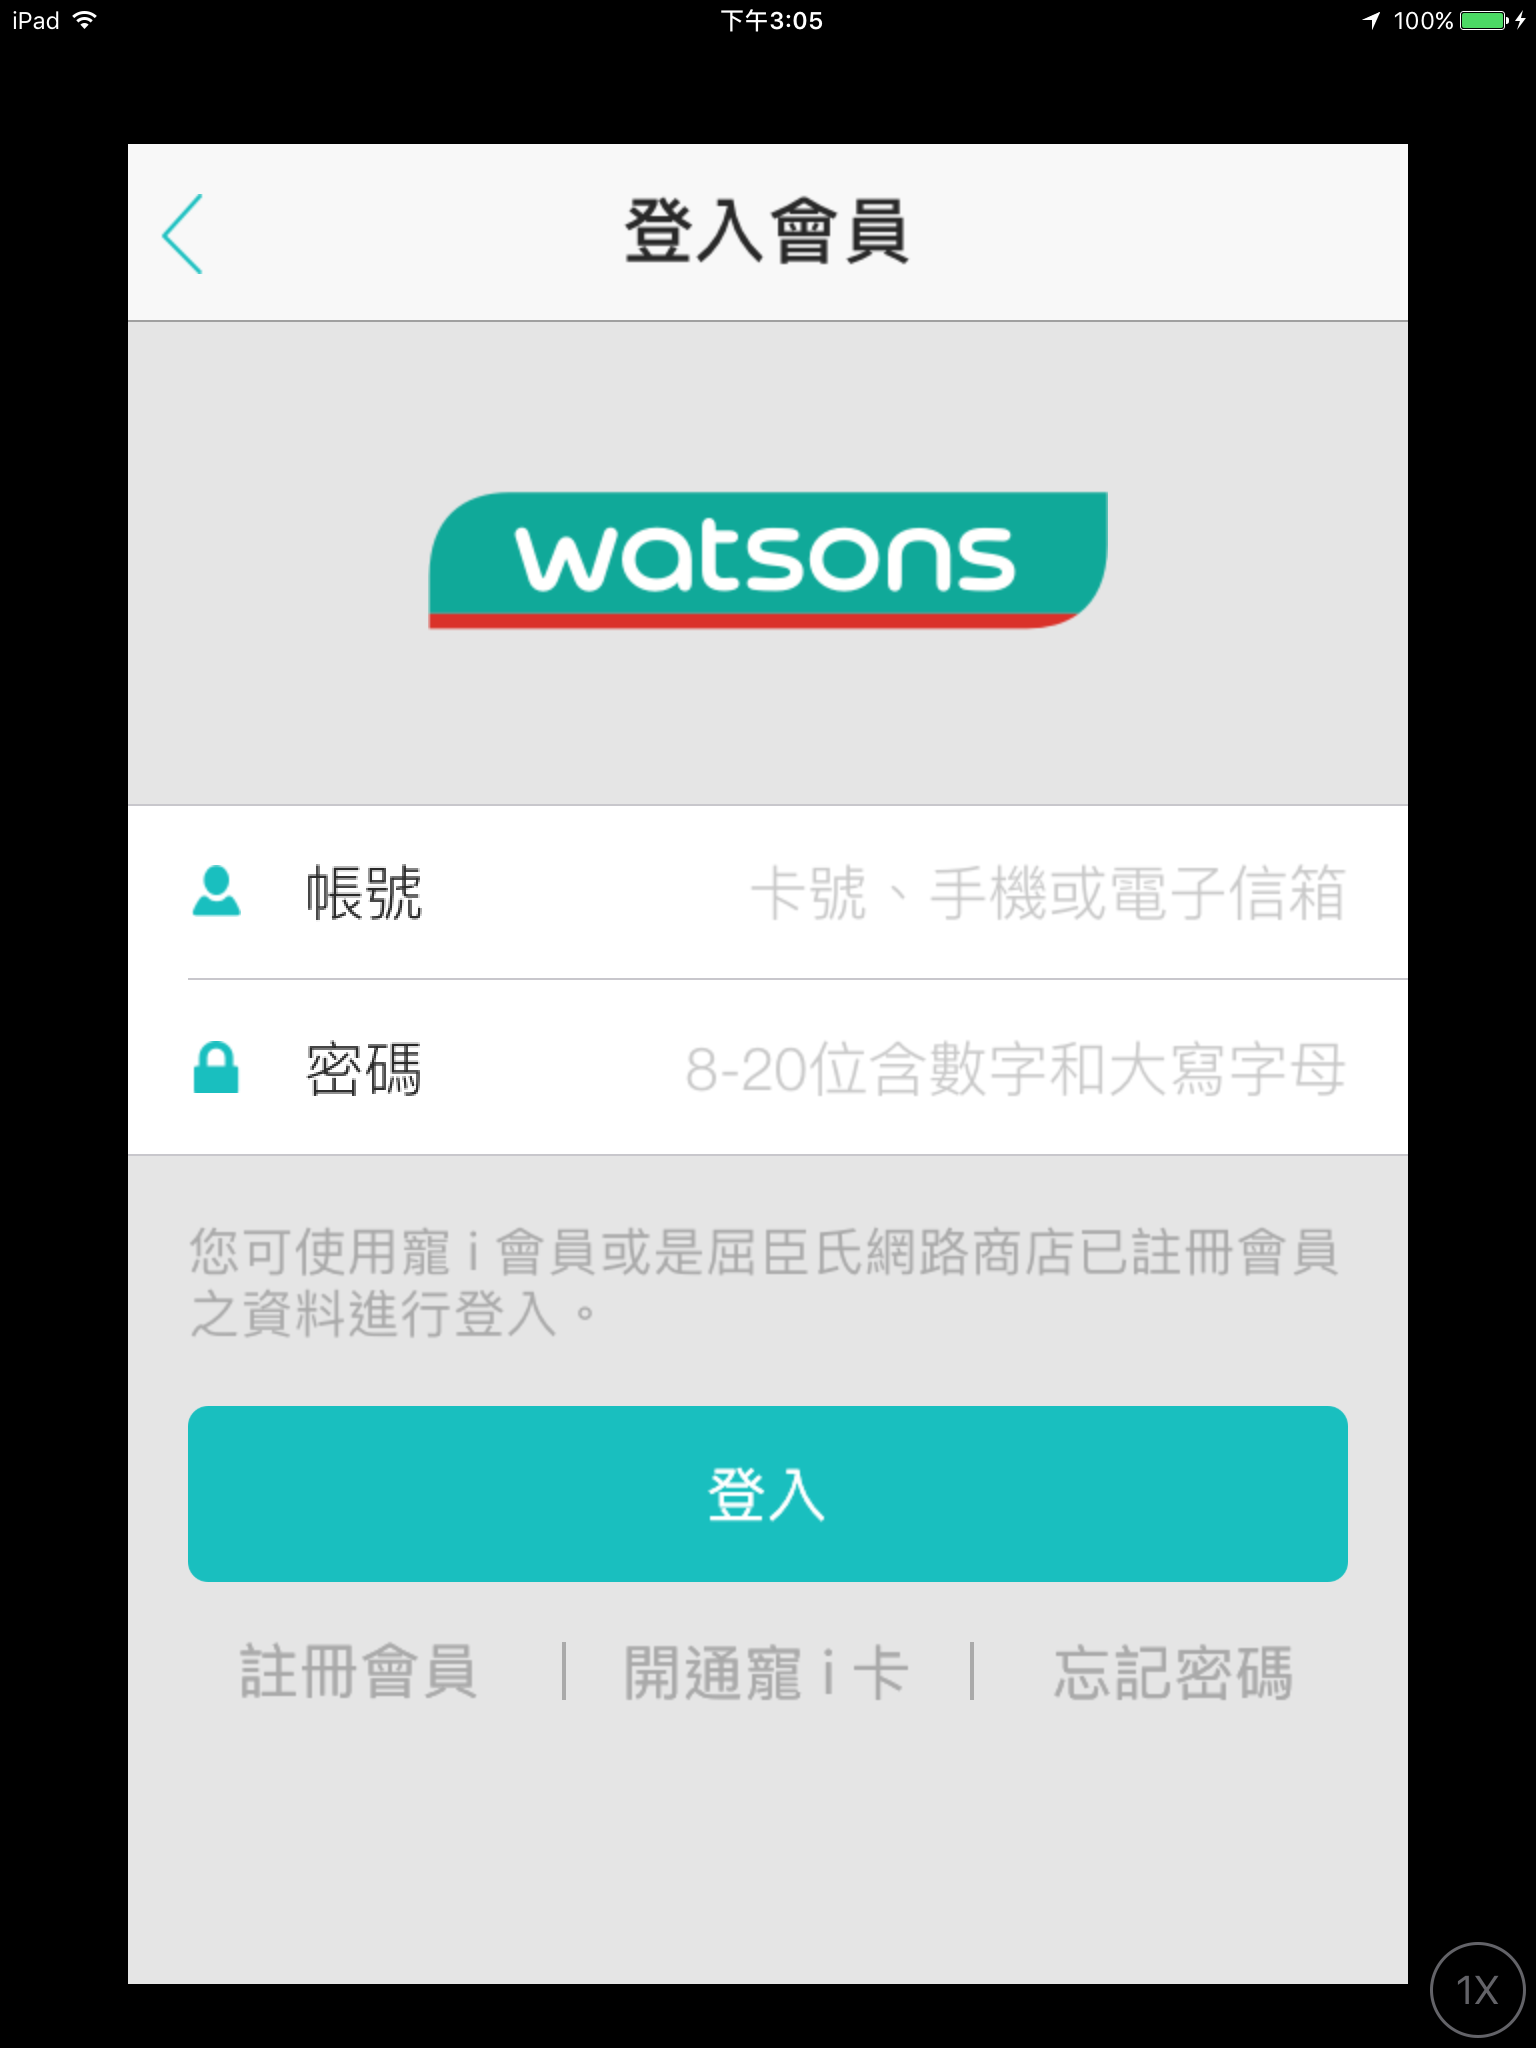 iPad 下午3:05 100%
登入會員
watsons
帳號 卡號、手機或電子信箱
密碼 8-20位含數字和大寫字母
您可使用寵 i 會員或是屈臣氏網路商店已註冊會員
之資料進行登入。
登入
註冊會員 | 開通寵 i 卡 | 忘記密碼
1X